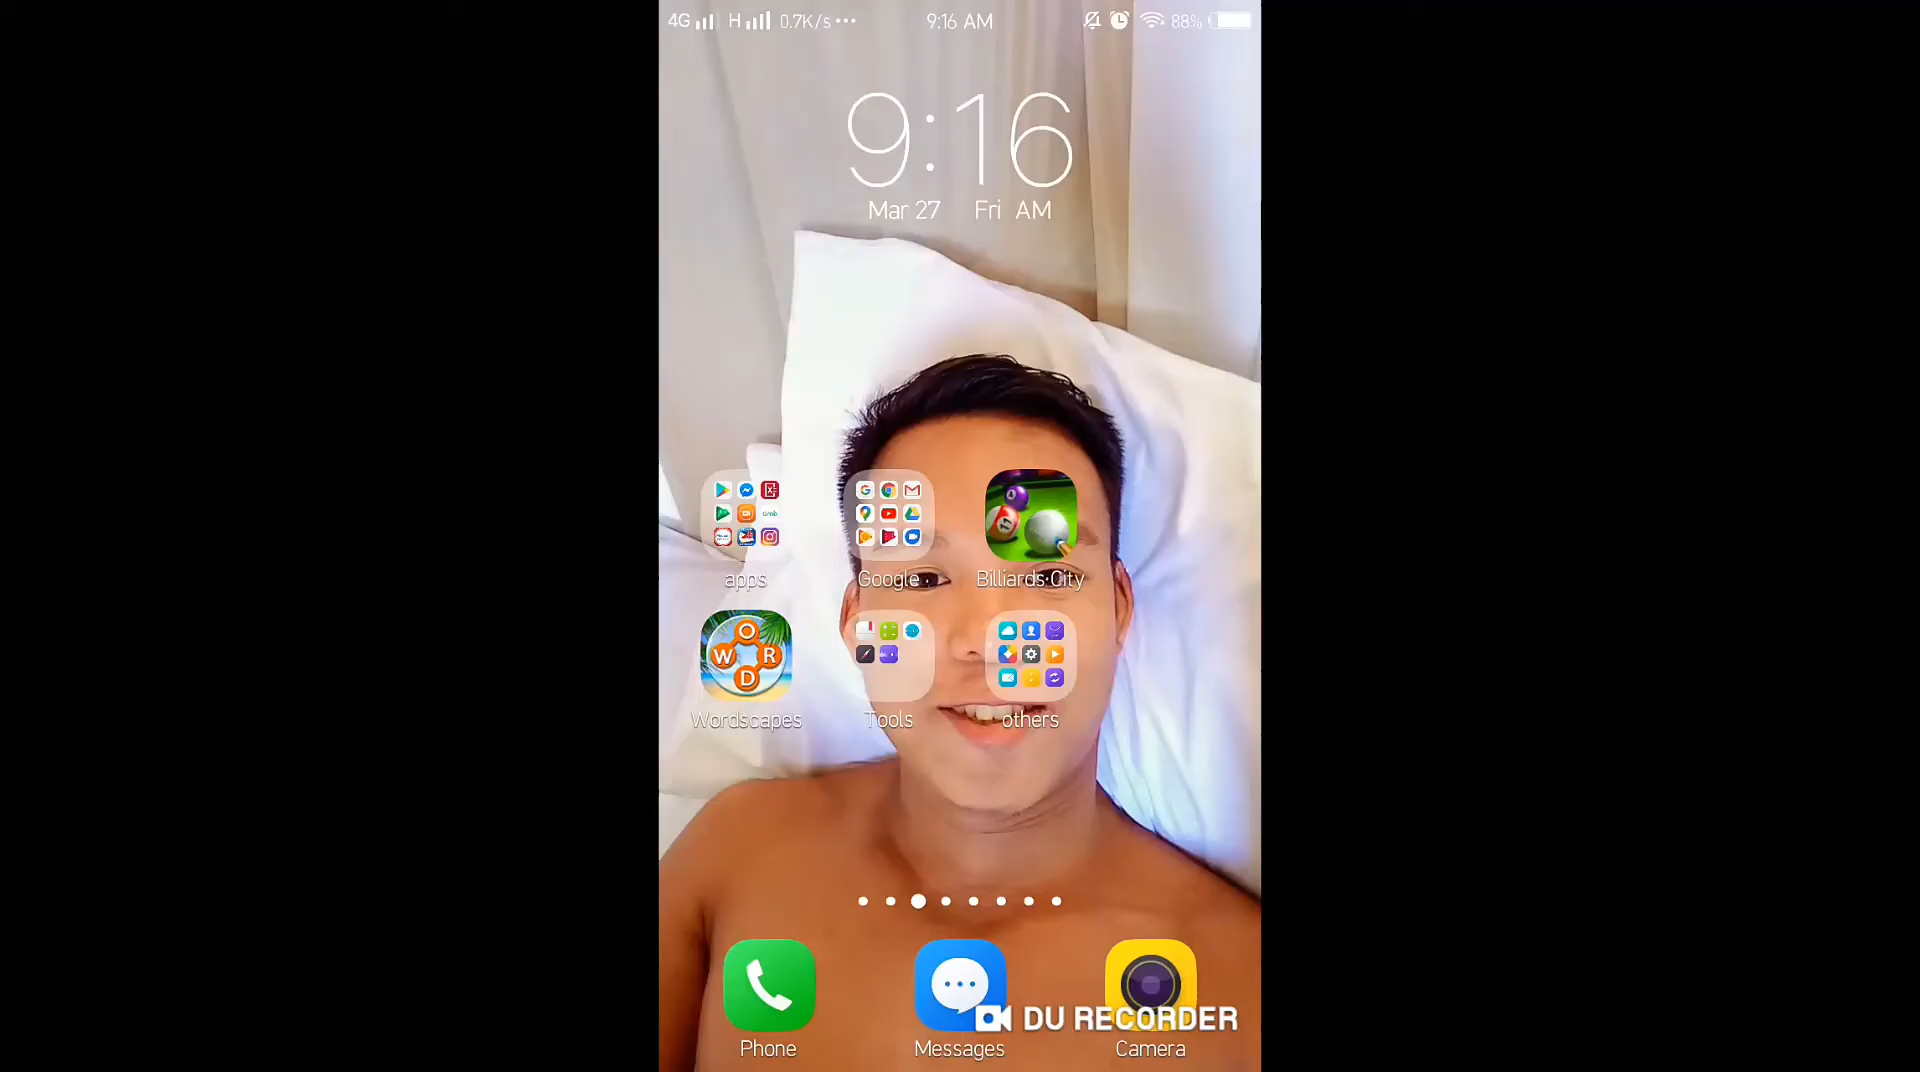 4G H 0.7K/s ••• 9:16 AM 88%
9:16
Mar 27 Fri AM
apps Google Billiards City
W O R D
Wordscapes Tools others
Phone Messages Camera
DU RECORDER